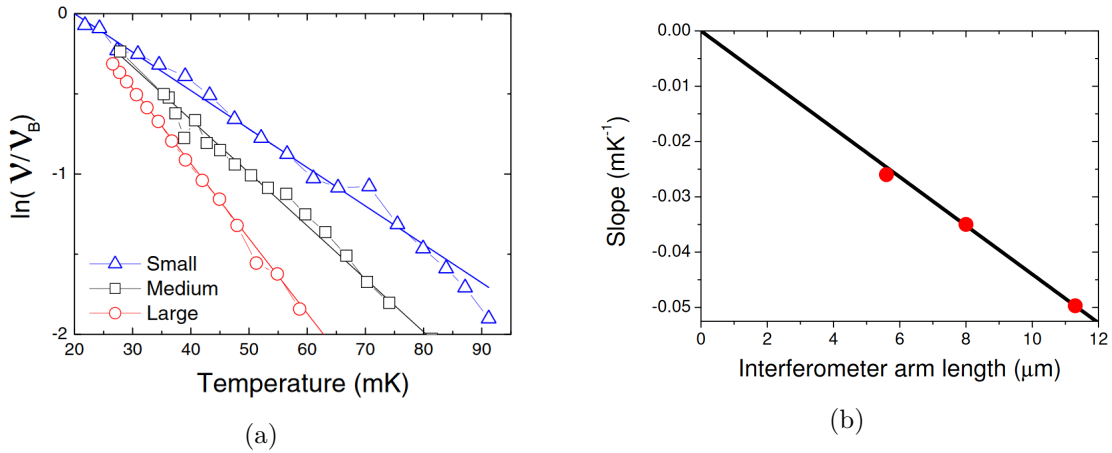 0
-1
-2
ln(𝒱/𝒱B)
Small
Medium
Large
20 30 40 50 60 70 80 90
Temperature (mK)
(a)
0.00
-0.01
-0.02
-0.03
-0.04
-0.05
Slope (mK⁻¹)
0 2 4 6 8 10 12
Interferometer arm length (μm)
(b)